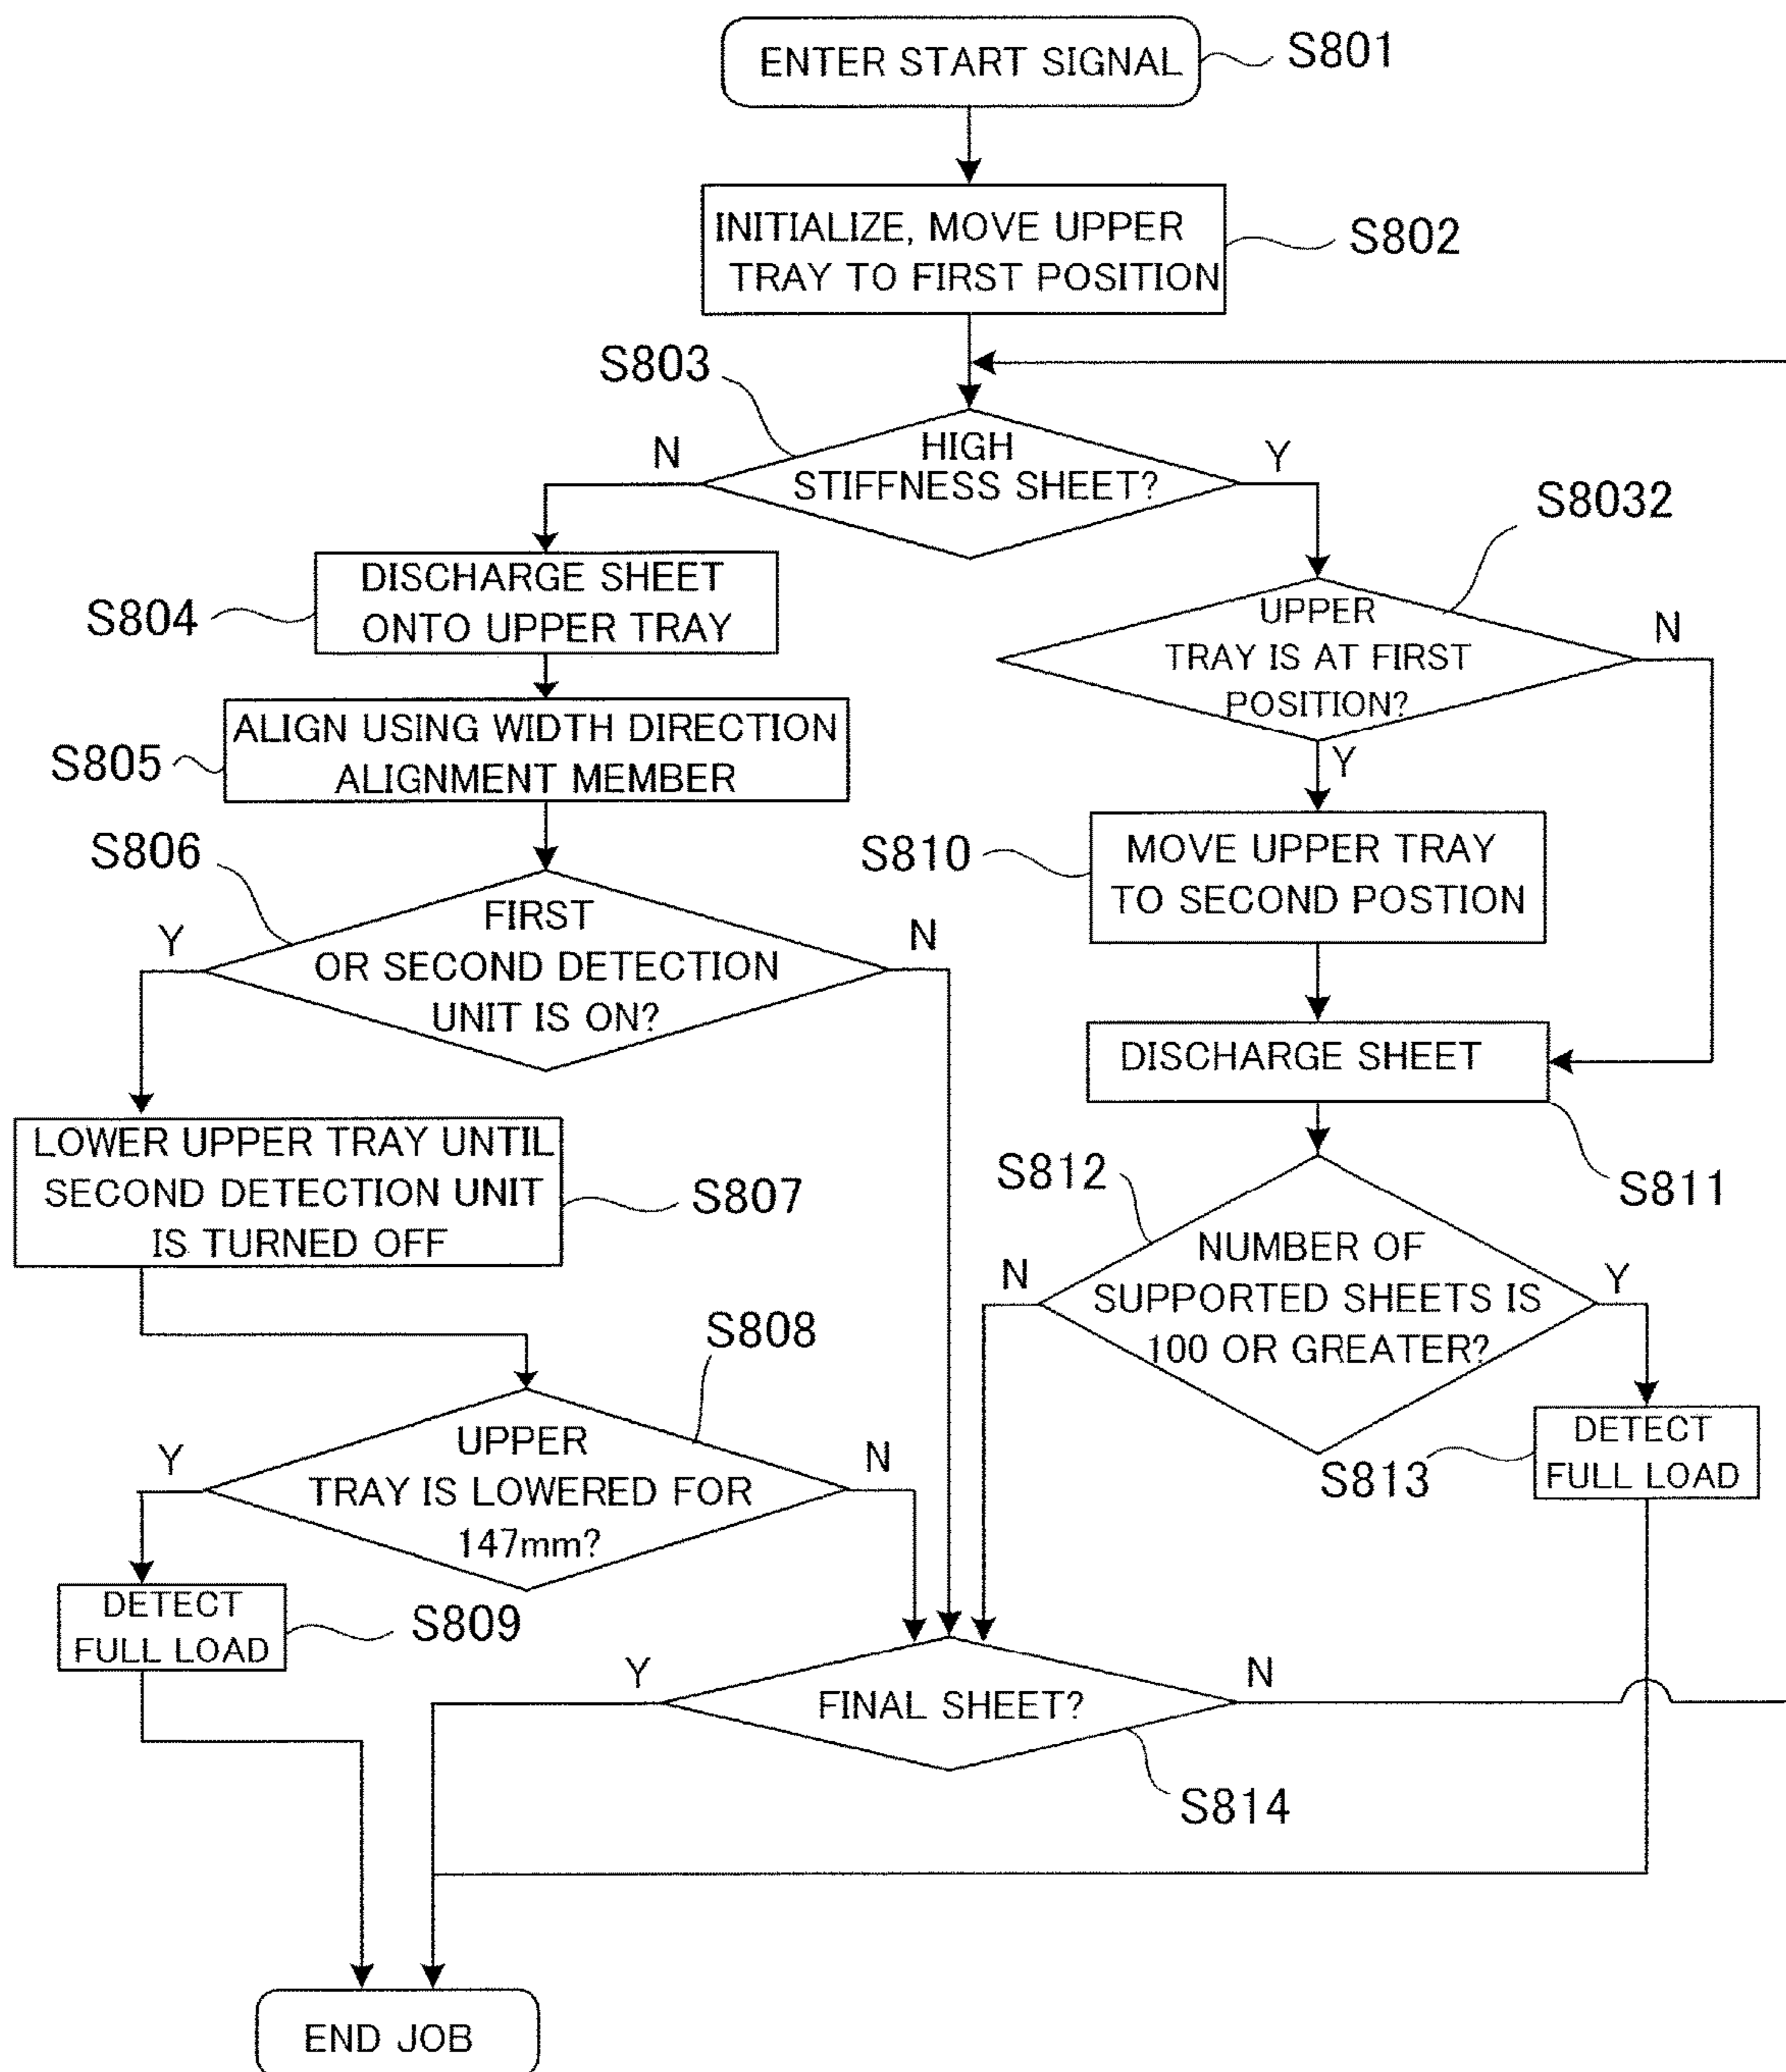 ENTER START SIGNAL
S801
INITIALIZE, MOVE UPPER
TRAY TO FIRST POSITION
S802
S803
HIGH
STIFFNESS SHEET?
N
Y
S8032
DISCHARGE SHEET
ONTO UPPER TRAY
S804
UPPER
TRAY IS AT FIRST
POSITION?
N
Y
ALIGN USING WIDTH DIRECTION
ALIGNMENT MEMBER
S805
S810
MOVE UPPER TRAY
TO SECOND POSTION
S806
FIRST
OR SECOND DETECTION
UNIT IS ON?
Y
N
DISCHARGE SHEET
S811
LOWER UPPER TRAY UNTIL
SECOND DETECTION UNIT
IS TURNED OFF
S807
S812
NUMBER OF
SUPPORTED SHEETS IS
100 OR GREATER?
N
Y
S808
UPPER
TRAY IS LOWERED FOR
147mm?
Y
N
DETECT
FULL LOAD
S813
DETECT
FULL LOAD
S809
FINAL SHEET?
Y
N
S814
END JOB